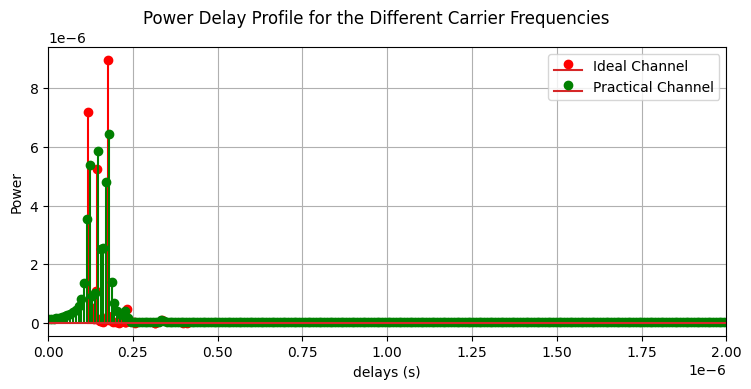 Power Delay Profile for the Different Carrier Frequencies
1e−6
Ideal Channel
Practical Channel
8
6
4
2
0
Power
0.00 0.25 0.50 0.75 1.00 1.25 1.50 1.75 2.00
1e−6
delays (s)